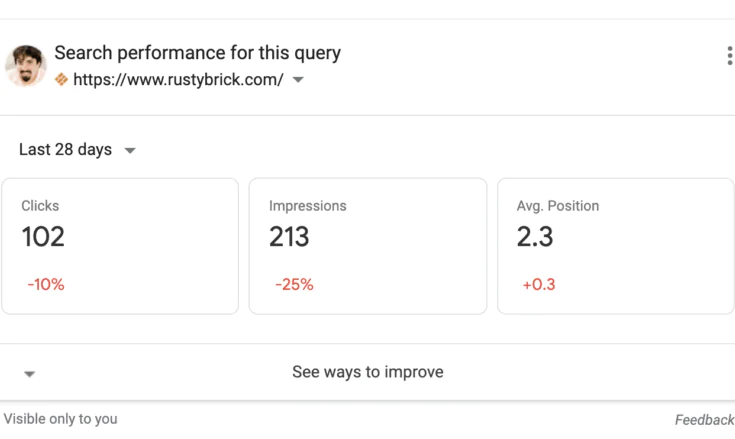 Search performance for this query
https://www.rustybrick.com/
Last 28 days
Clicks
102
-10%
Impressions
213
-25%
Avg. Position
2.3
+0.3
See ways to improve
Visible only to you
Feedback